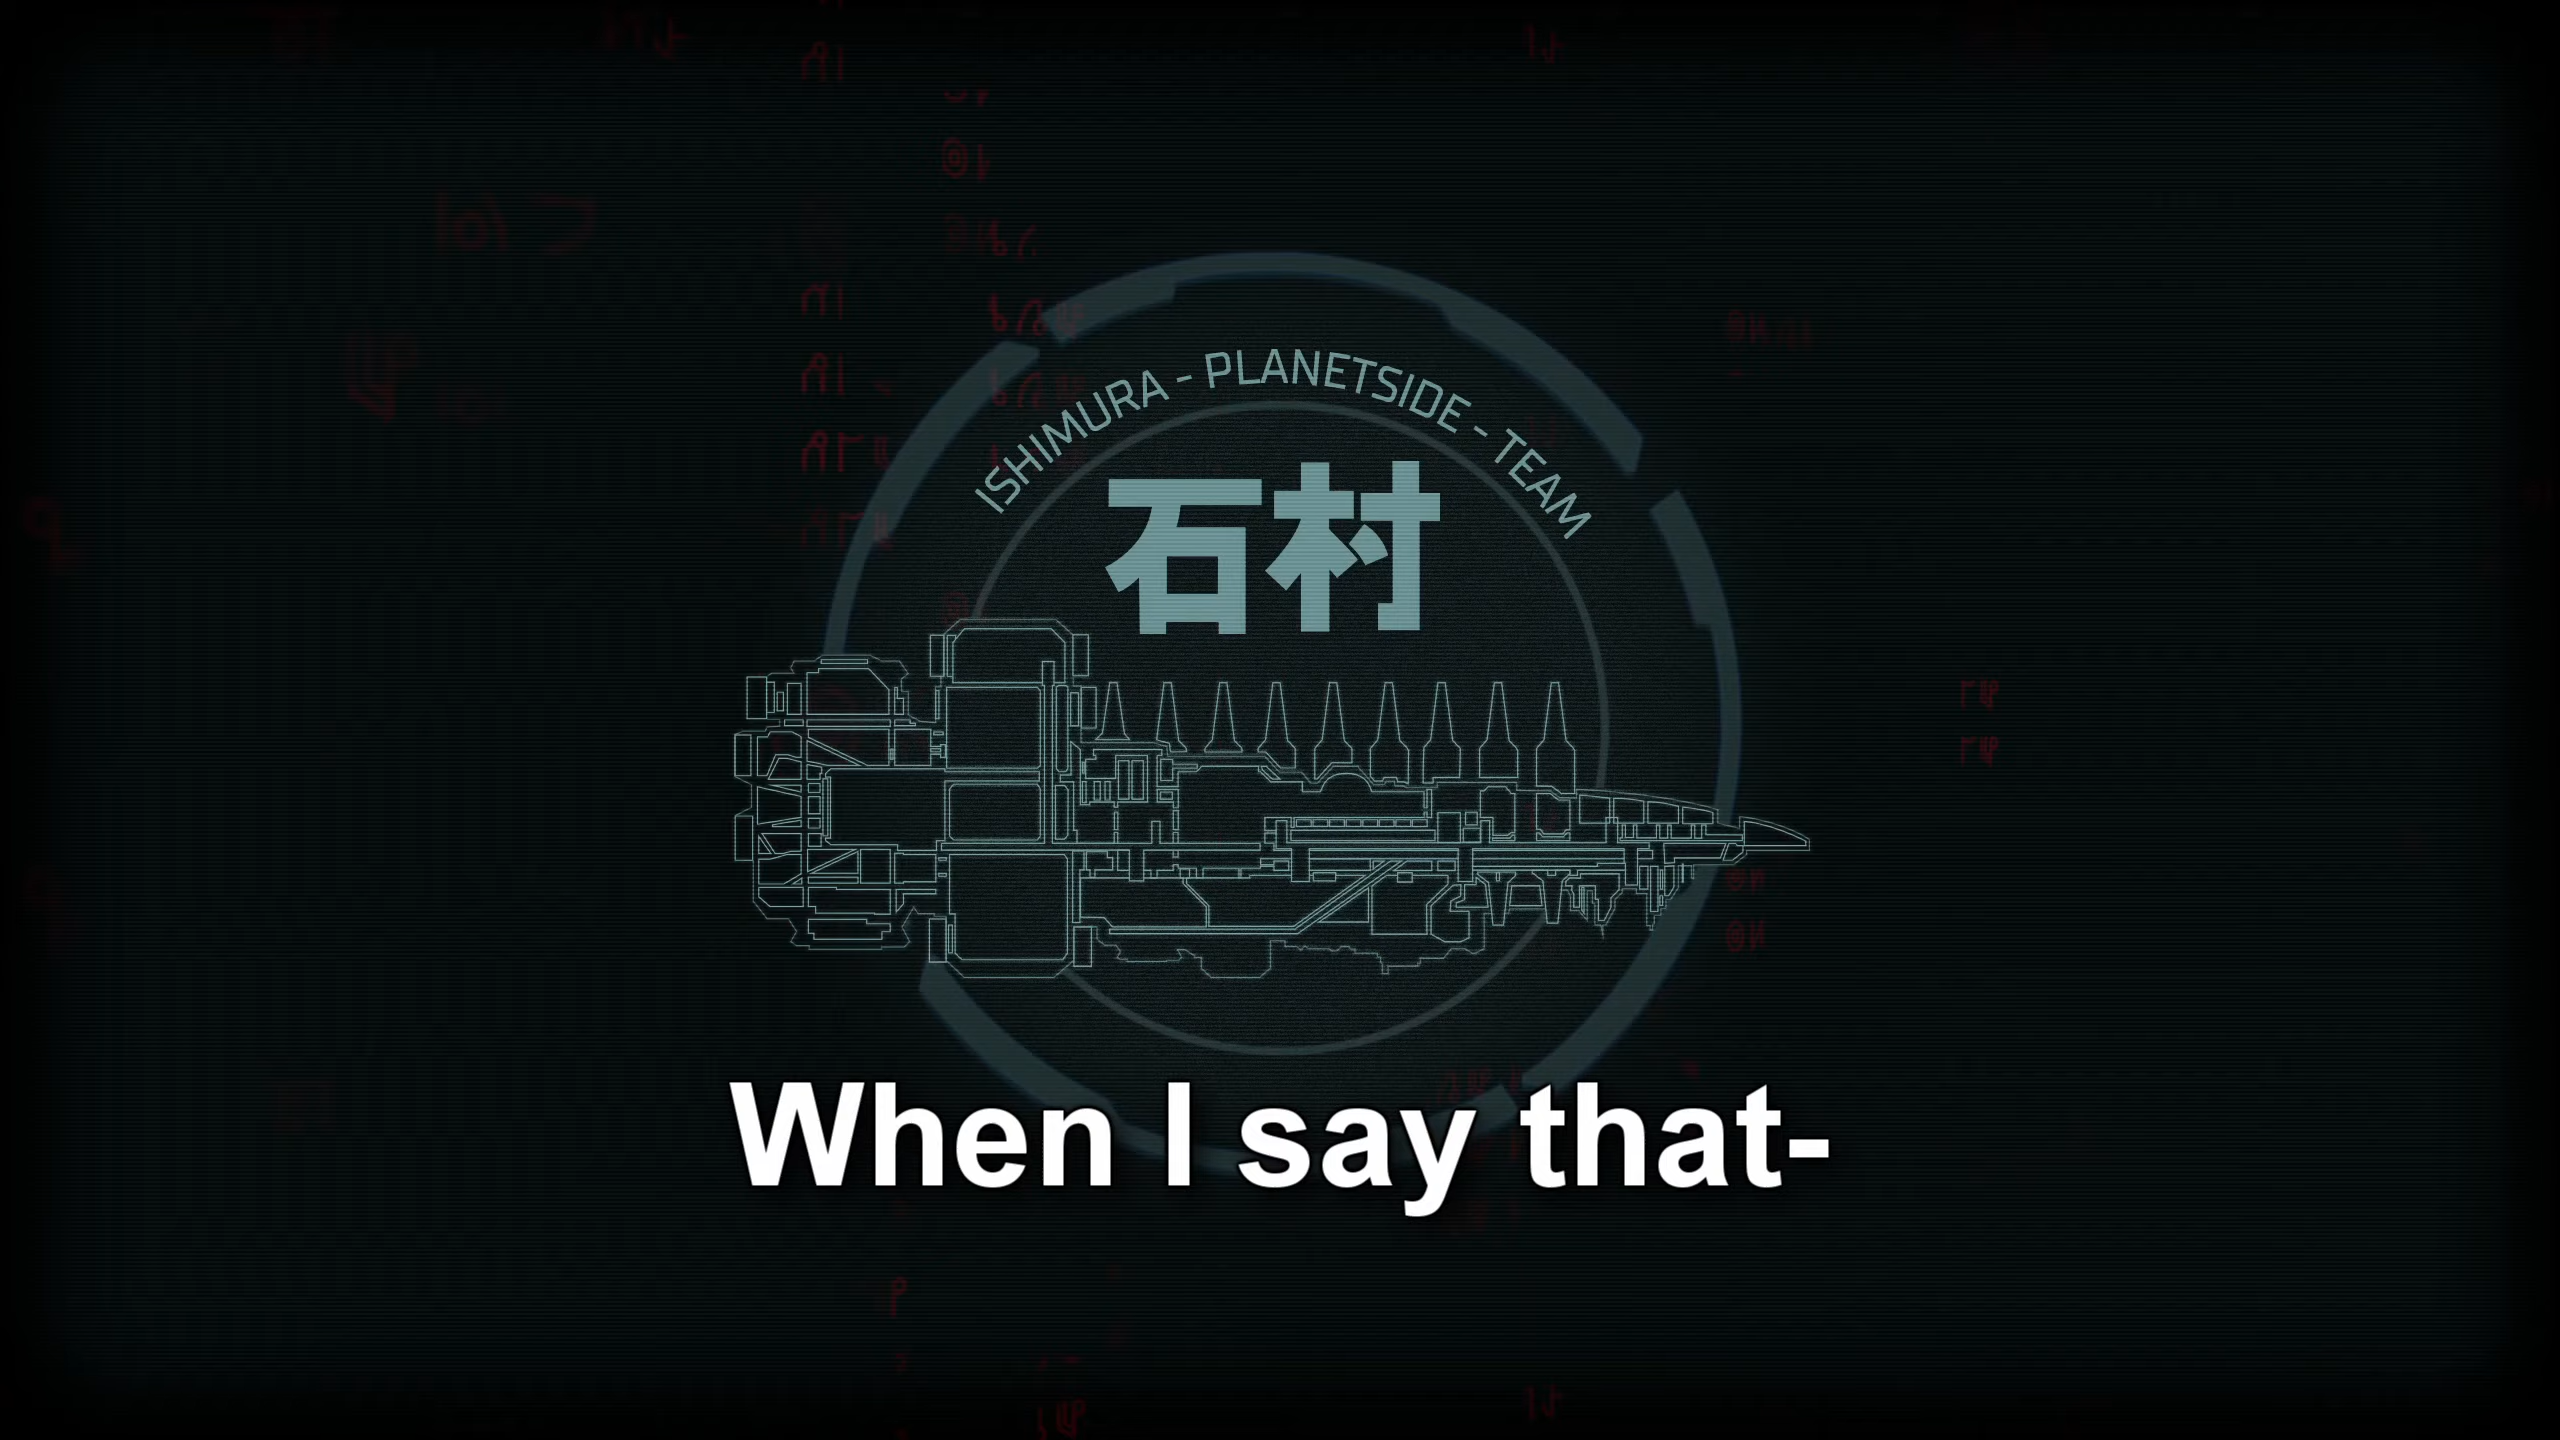 ISHIMURA - PLANETSIDE - TEAM
石村
When I say that-